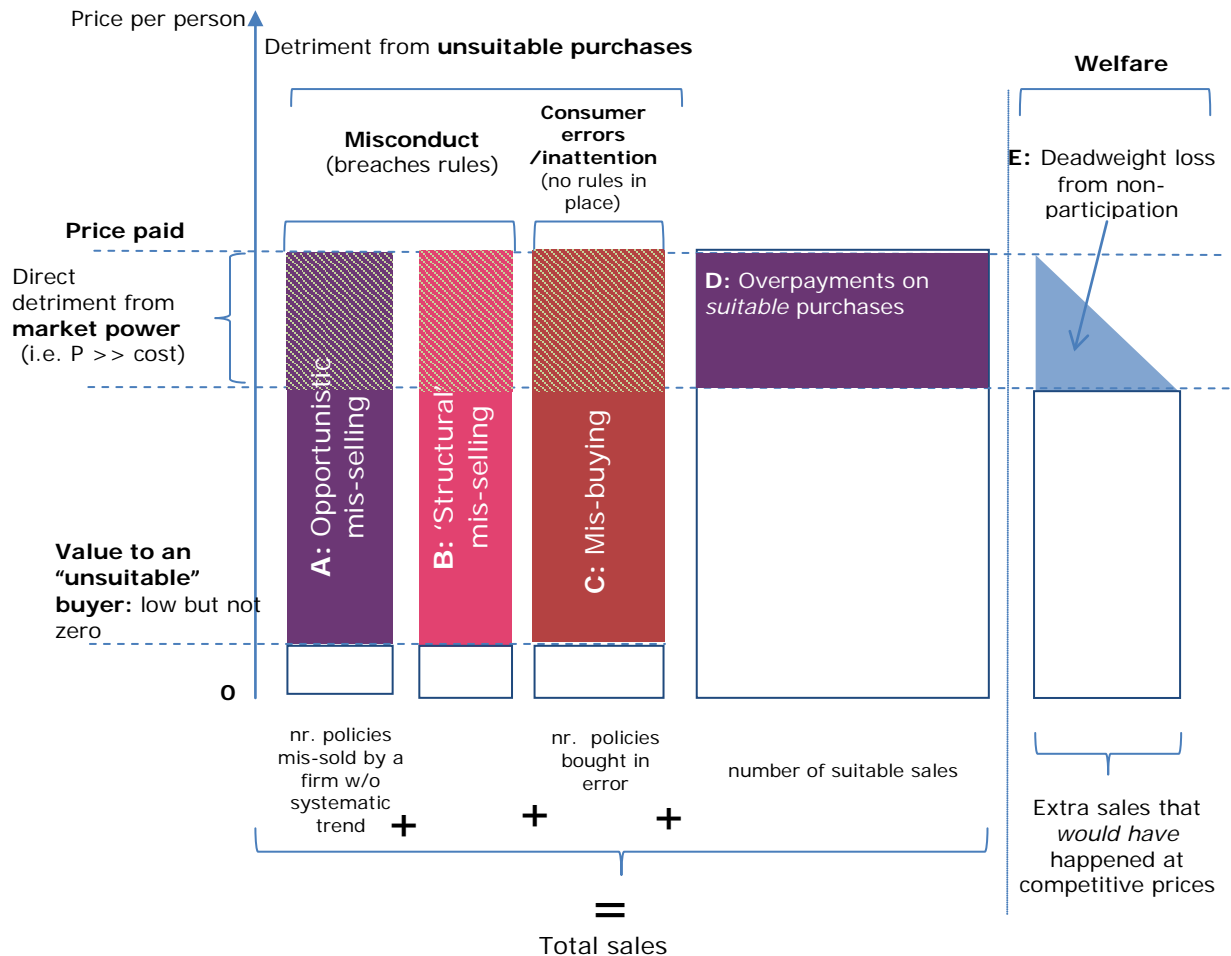 Price per person
Detriment from unsuitable purchases
Welfare
Misconduct
(breaches rules)
Consumer
errors
/inattention
(no rules in
place)
E: Deadweight loss
from non-
participation
Price paid
Direct
detriment from
market power
(i.e. P >> cost)
A: Opportunistic
mis-selling
B: 'Structural'
mis-selling
C: Mis-buying
D: Overpayments on
suitable purchases
Value to an
“unsuitable”
buyer: low but not
zero
0
nr. policies
mis-sold by a
firm w/o
systematic
trend
+
+
nr. policies
bought in
error
+
number of suitable sales
Extra sales that
would have
happened at
competitive prices
=
Total sales